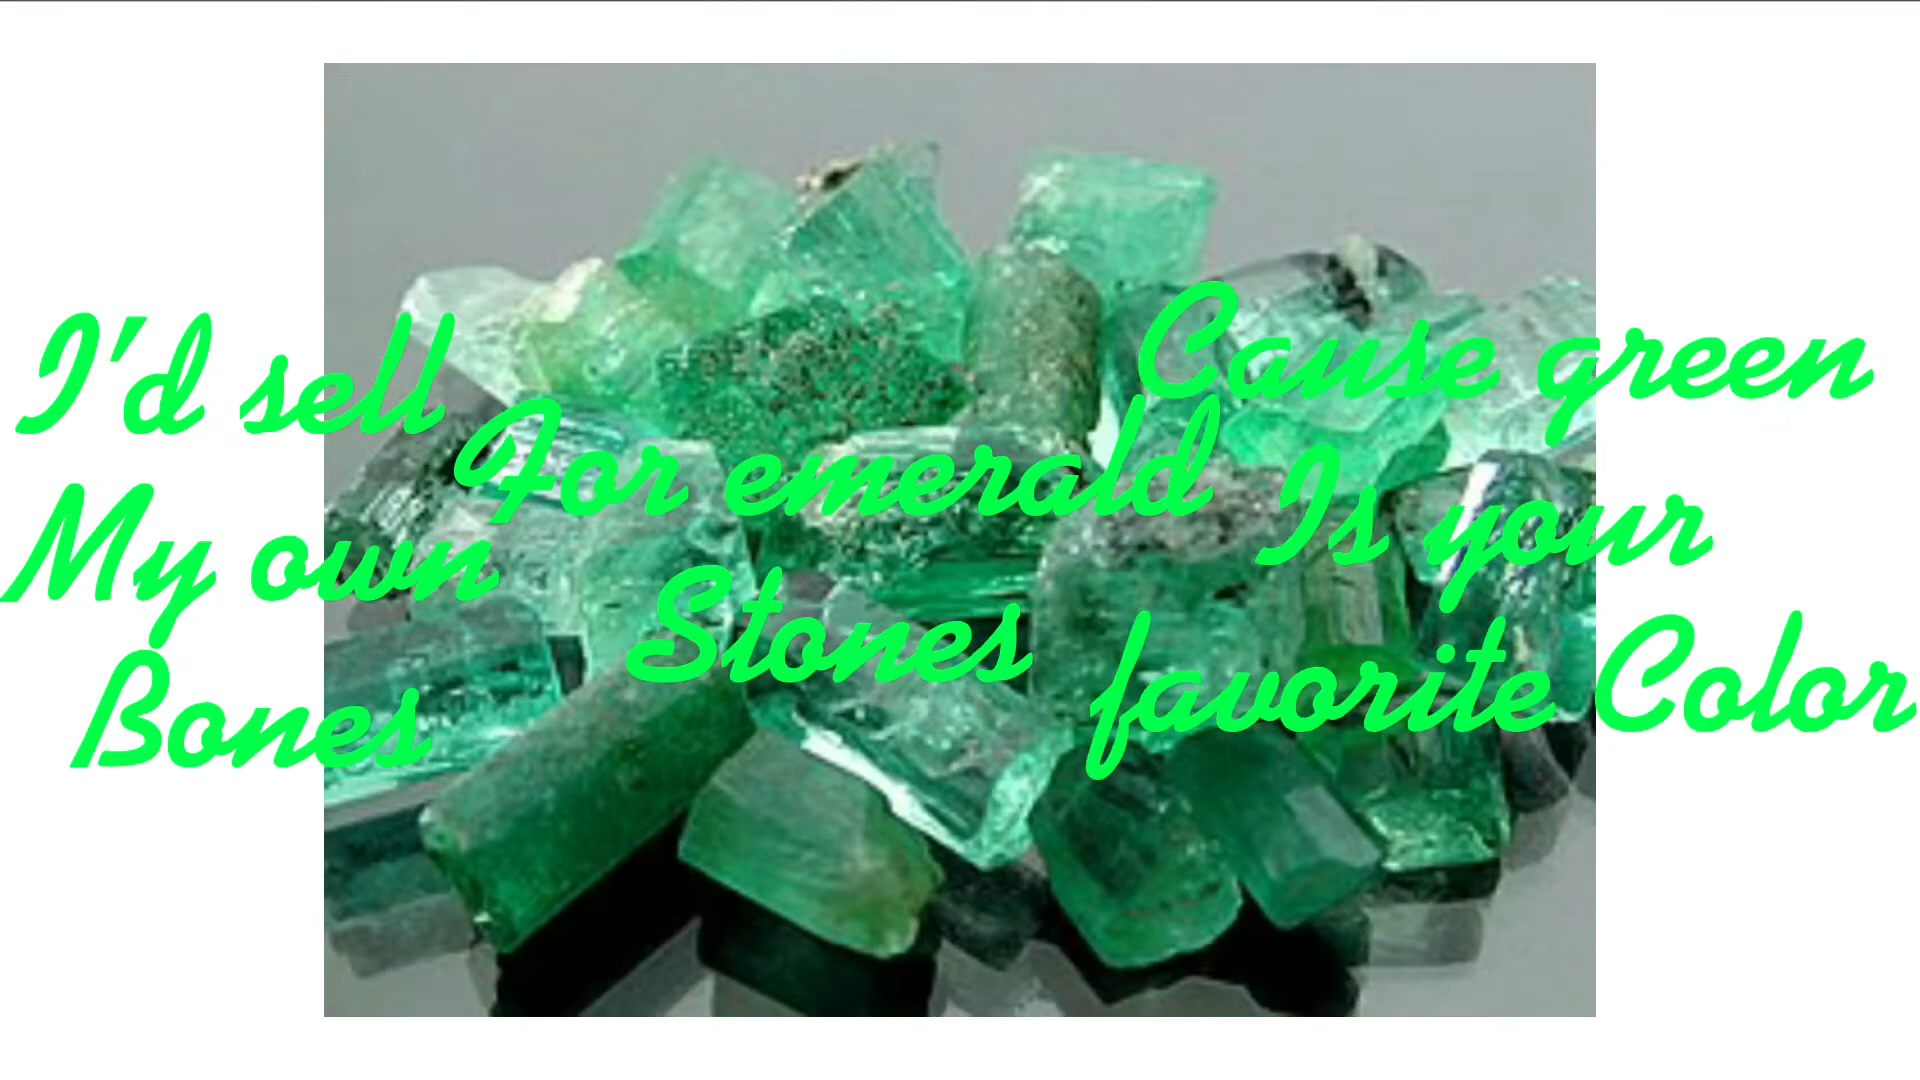 I'd sell
My own
Bones
For emerald
Stones
Cause green
Is your
favorite Color